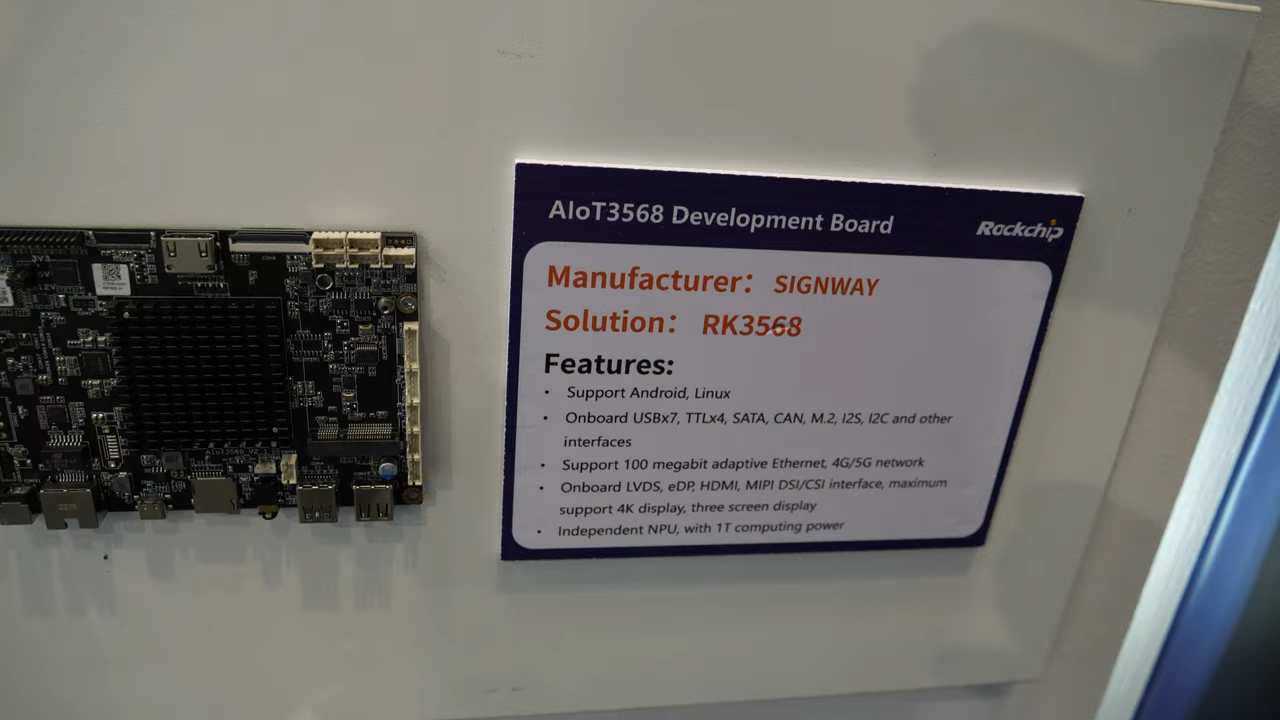 AIoT3568 Development Board
Rockchip
Manufacturer: SIGNWAY
Solution: RK3568
Features:
• Support Android, Linux
• Onboard USBx7, TTLx4, SATA, CAN, M.2, I2S, I2C and other
interfaces
• Support 100 megabit adaptive Ethernet, 4G/5G network
• Onboard LVDS, eDP, HDMI, MIPI DSI/CSI interface, maximum
support 4K display, three screen display
• Independent NPU, with 1T computing power
AIoT3568